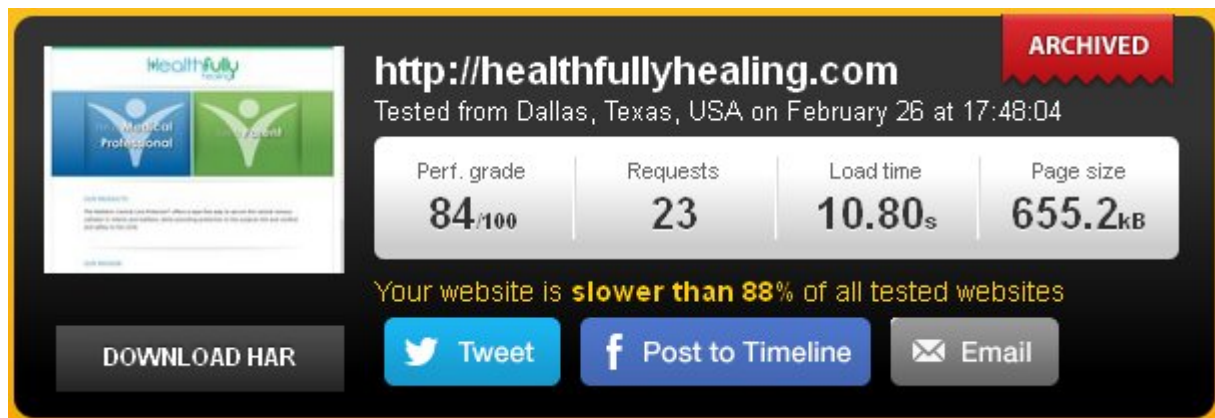 ARCHIVED
Healthfully
healing
Medical
Professional
Parent
http://healthfullyhealing.com
Tested from Dallas, Texas, USA on February 26 at 17:48:04
Perf. grade Requests Load time Page size
84/100 23 10.80s 655.2kB
Your website is slower than 88% of all tested websites
DOWNLOAD HAR
Tweet
Post to Timeline
Email